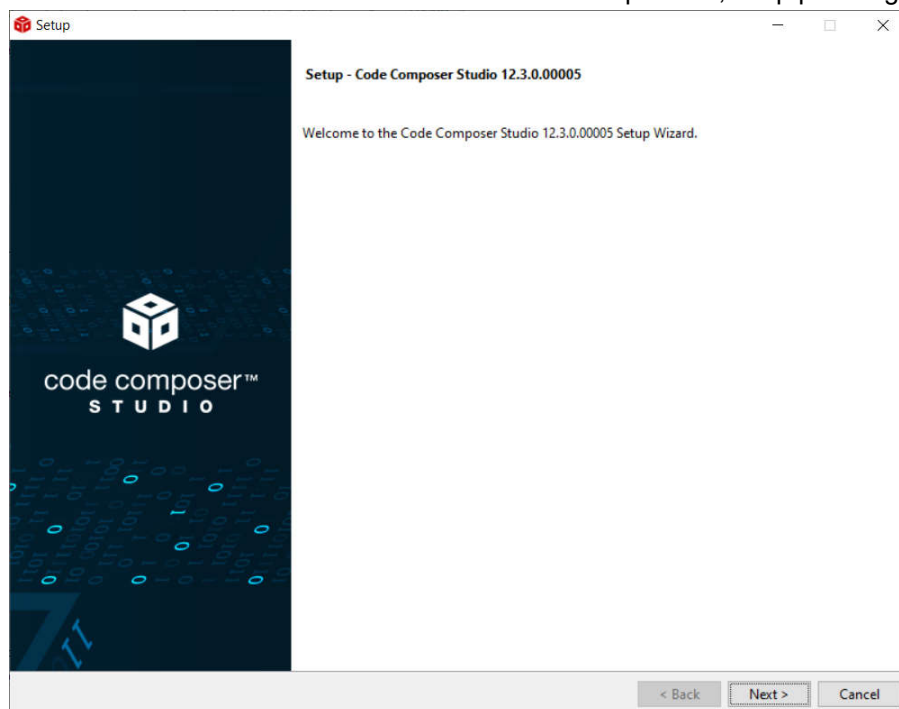 Setup
Setup - Code Composer Studio 12.3.0.00005
Welcome to the Code Composer Studio 12.3.0.00005 Setup Wizard.
code composer™
STUDIO
< Back Next > Cancel